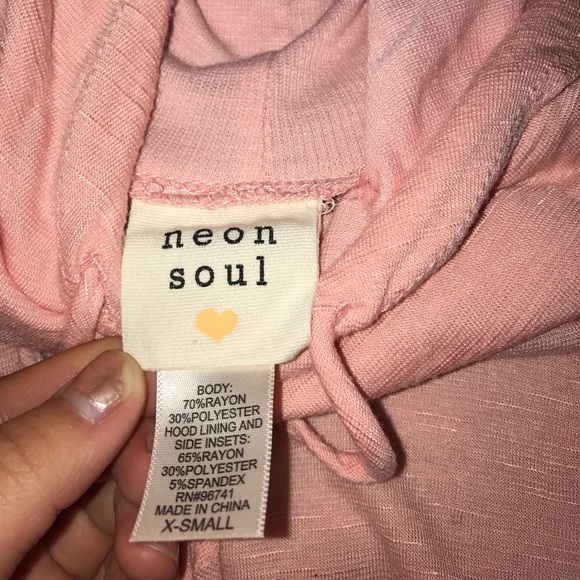 neon
soul
BODY:
70%RAYON
30%POLYESTER
HOOD LINING AND
SIDE INSETS:
65%RAYON
30%POLYESTER
5%SPANDEX
RN#96741
MADE IN CHINA
X-SMALL